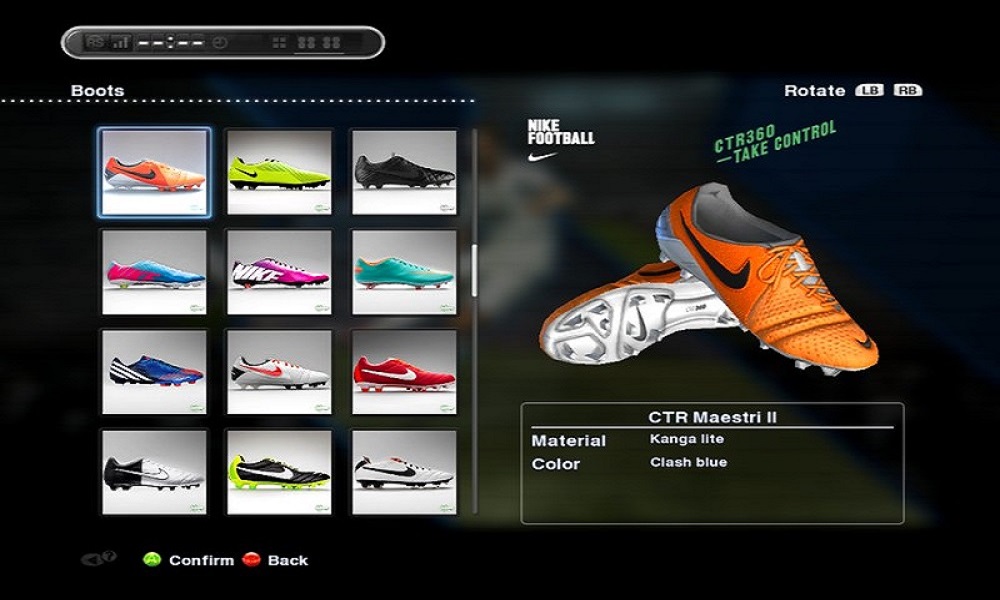 Boots
Rotate LB RB
NIKE
FOOTBALL
CTR360
—TAKE CONTROL
NIKE
CTR Maestri II
Material Kanga lite
Color Clash blue
? A Confirm Back